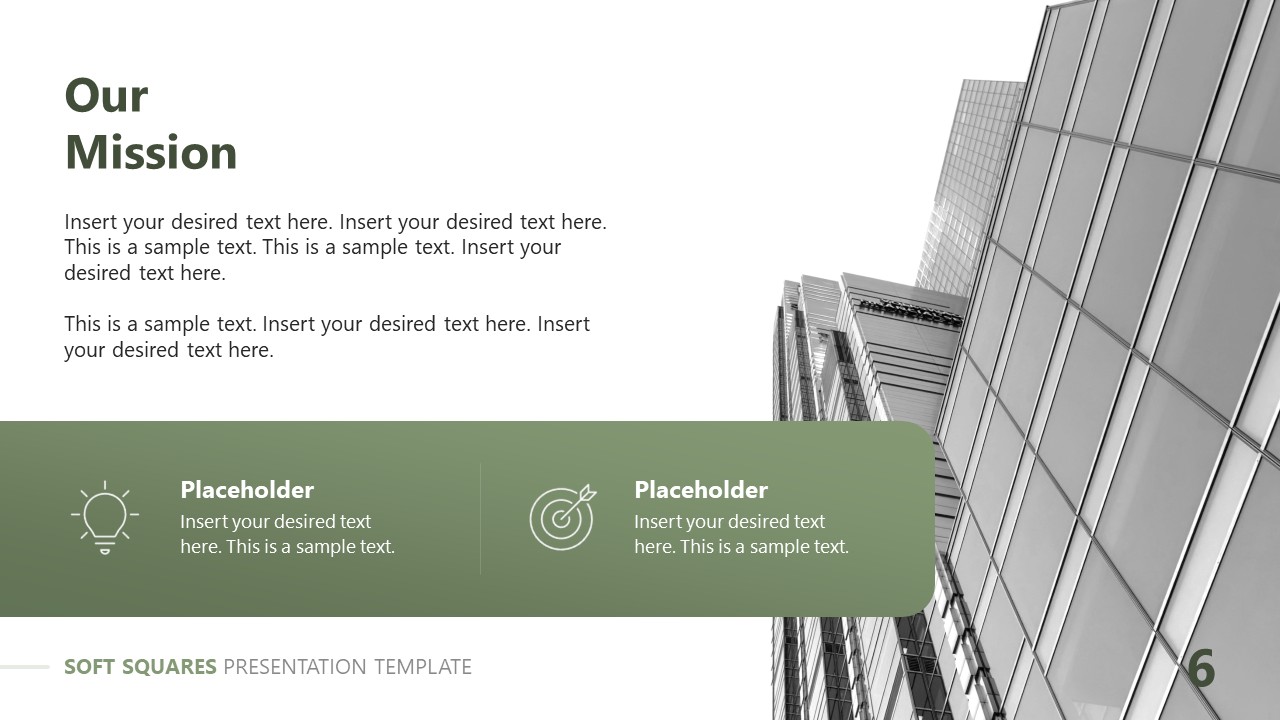 Our
Mission
Insert your desired text here. Insert your desired text here.
This is a sample text. This is a sample text. Insert your
desired text here.
This is a sample text. Insert your desired text here. Insert
your desired text here.
Placeholder
Insert your desired text
here. This is a sample text.
Placeholder
Insert your desired text
here. This is a sample text.
SOFT SQUARES PRESENTATION TEMPLATE
6